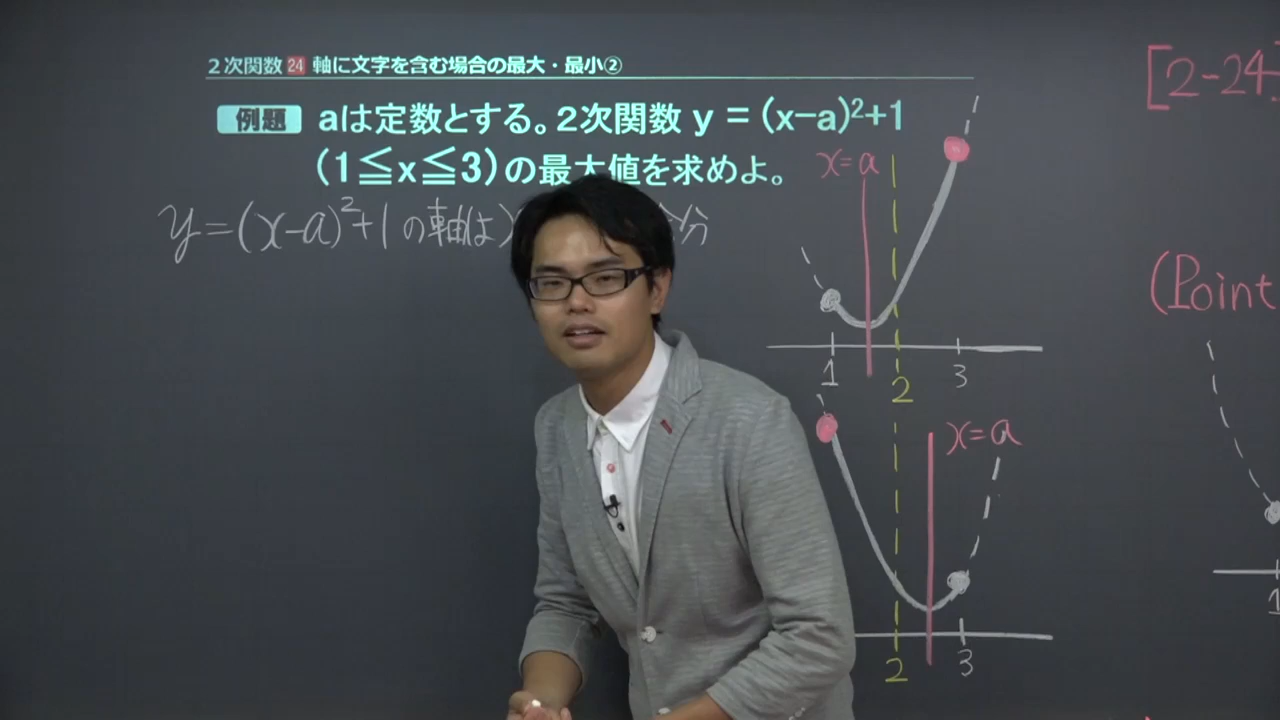 2次関数 24 軸に文字を含む場合の最大・最小②
例題 aは定数とする。2次関数 y = (x-a)²+1
(1≦x≦3)の最大値を求めよ。
y=(x-a)²+1 の軸は
分
x=a
1
2
3
x=a
2
3
[2-24]
(Point
1